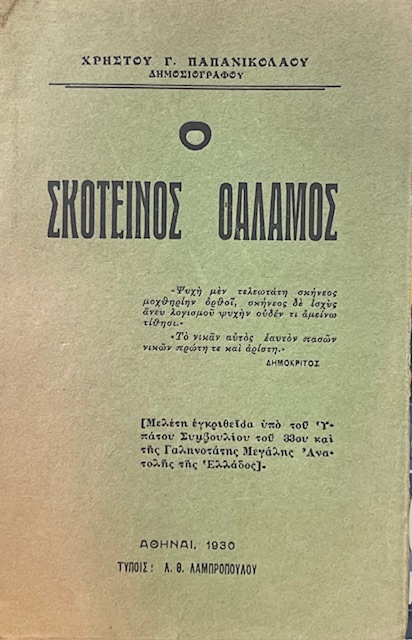 ΧΡΗΣΤΟΥ Γ. ΠΑΠΑΝΙΚΟΛΑΟΥ
ΔΗΜΟΣΙΟΓΡΑΦΟΥ
Ο
ΣΚΟΤΕΙΝΟΣ ΘΑΛΑΜΟΣ
«Ψυχὴ μὲν τελεωτάτη σκήνεος
μοχθηρίην ὀρθοῖ, σκήνεος δὲ ἰσχὺς
ἄνευ λογισμοῦ ψυχὴν οὐδέν τι ἀμείνω
τίθησι.»
«Τὸ νικᾶν αὐτὸς ἑαυτὸν πασῶν
νικῶν πρώτη τε καὶ ἀρίστη.»
ΔΗΜΟΚΡΙΤΟΣ
[Μελέτη ἐγκριθεῖσα ὑπὸ τοῦ Ὑ-
πάτου Συμβουλίου τοῦ 33ου καὶ
τῆς Γαληνοτάτης Μεγάλης Ἀνα-
τολῆς τῆς Ἑλλάδος].
ΑΘΗΝΑΙ, 1930
ΤΥΠΟΙΣ: Λ. Θ. ΛΑΜΠΡΟΠΟΥΛΟΥ